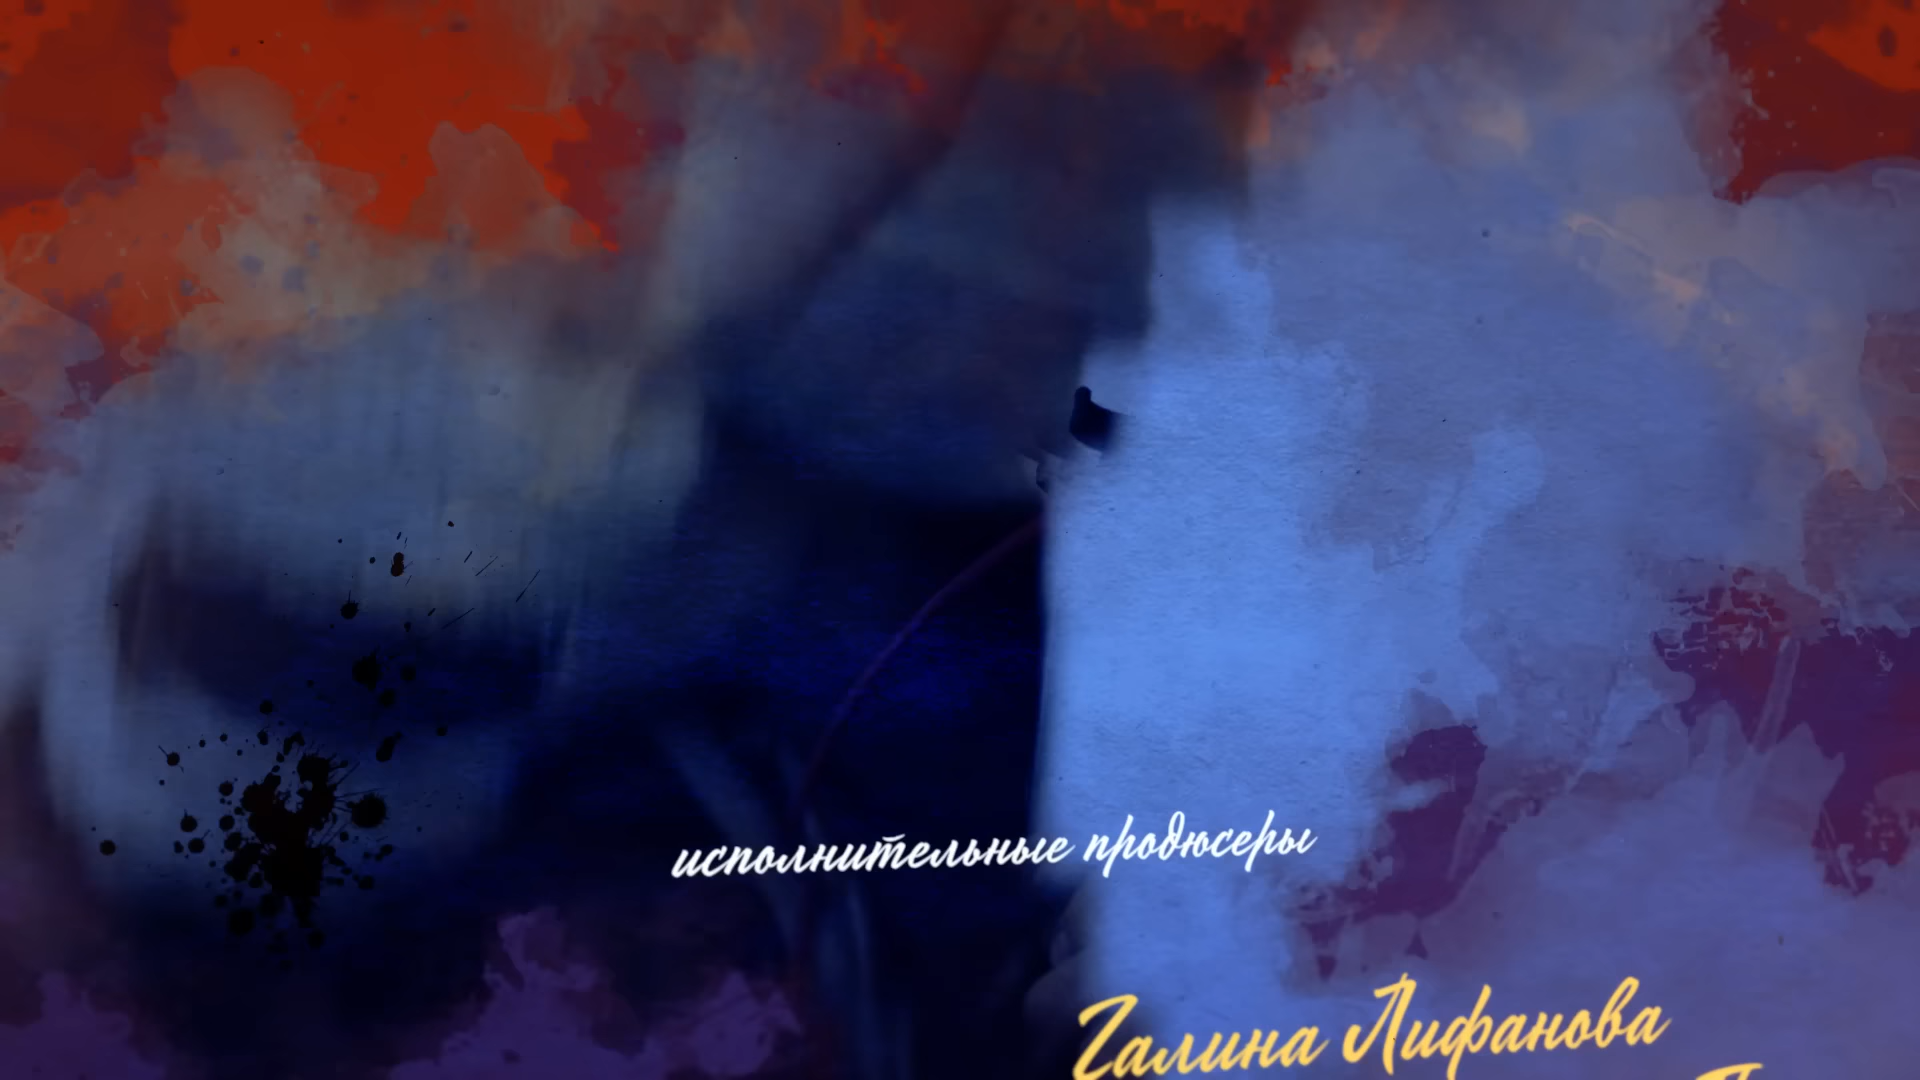 исполнительные продюсеры
Галина Лифанова